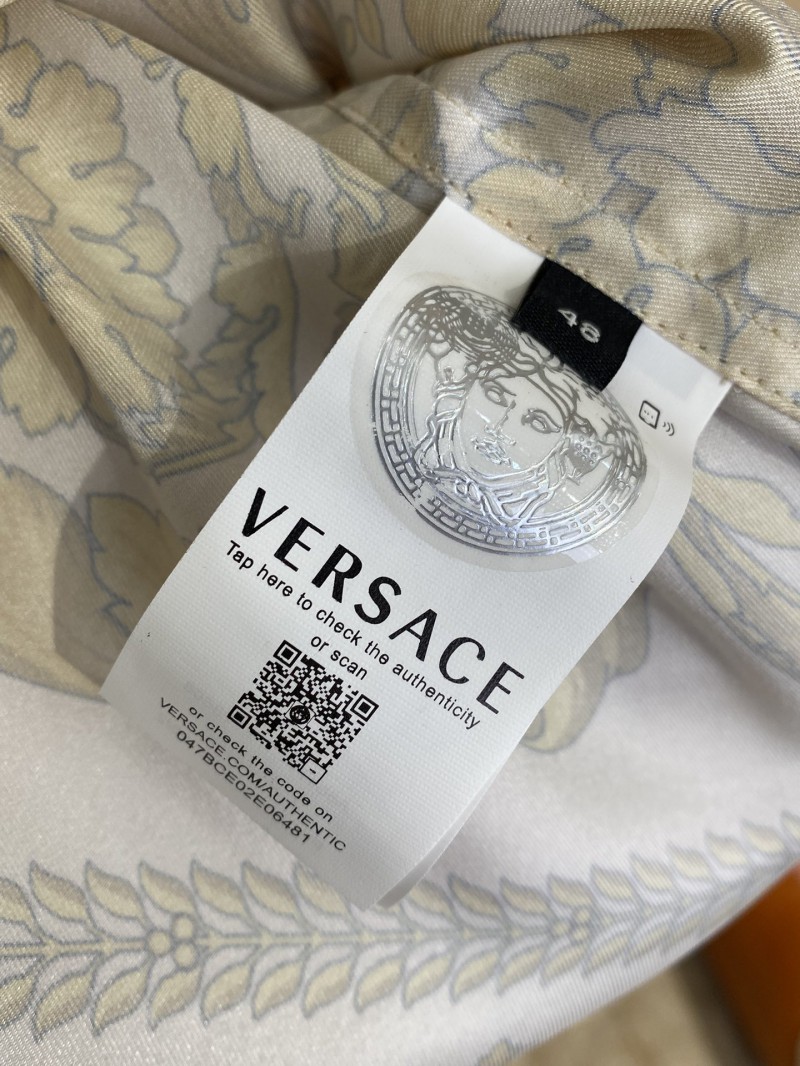 48
VERSACE
Tap here to check the authenticity
or scan
or check the code on
VERSACE.COM/AUTHENTIC
047BCE02E06481